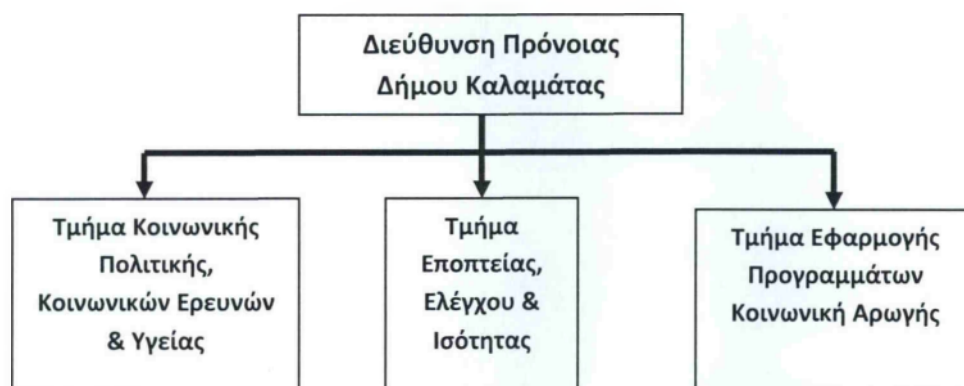 Διεύθυνση Πρόνοιας
Δήμου Καλαμάτας
Τμήμα Κοινωνικής
Πολιτικής,
Κοινωνικών Ερευνών
& Υγείας
Τμήμα
Εποπτείας,
Ελέγχου &
Ισότητας
Τμήμα Εφαρμογής
Προγραμμάτων
Κοινωνική Αρωγής